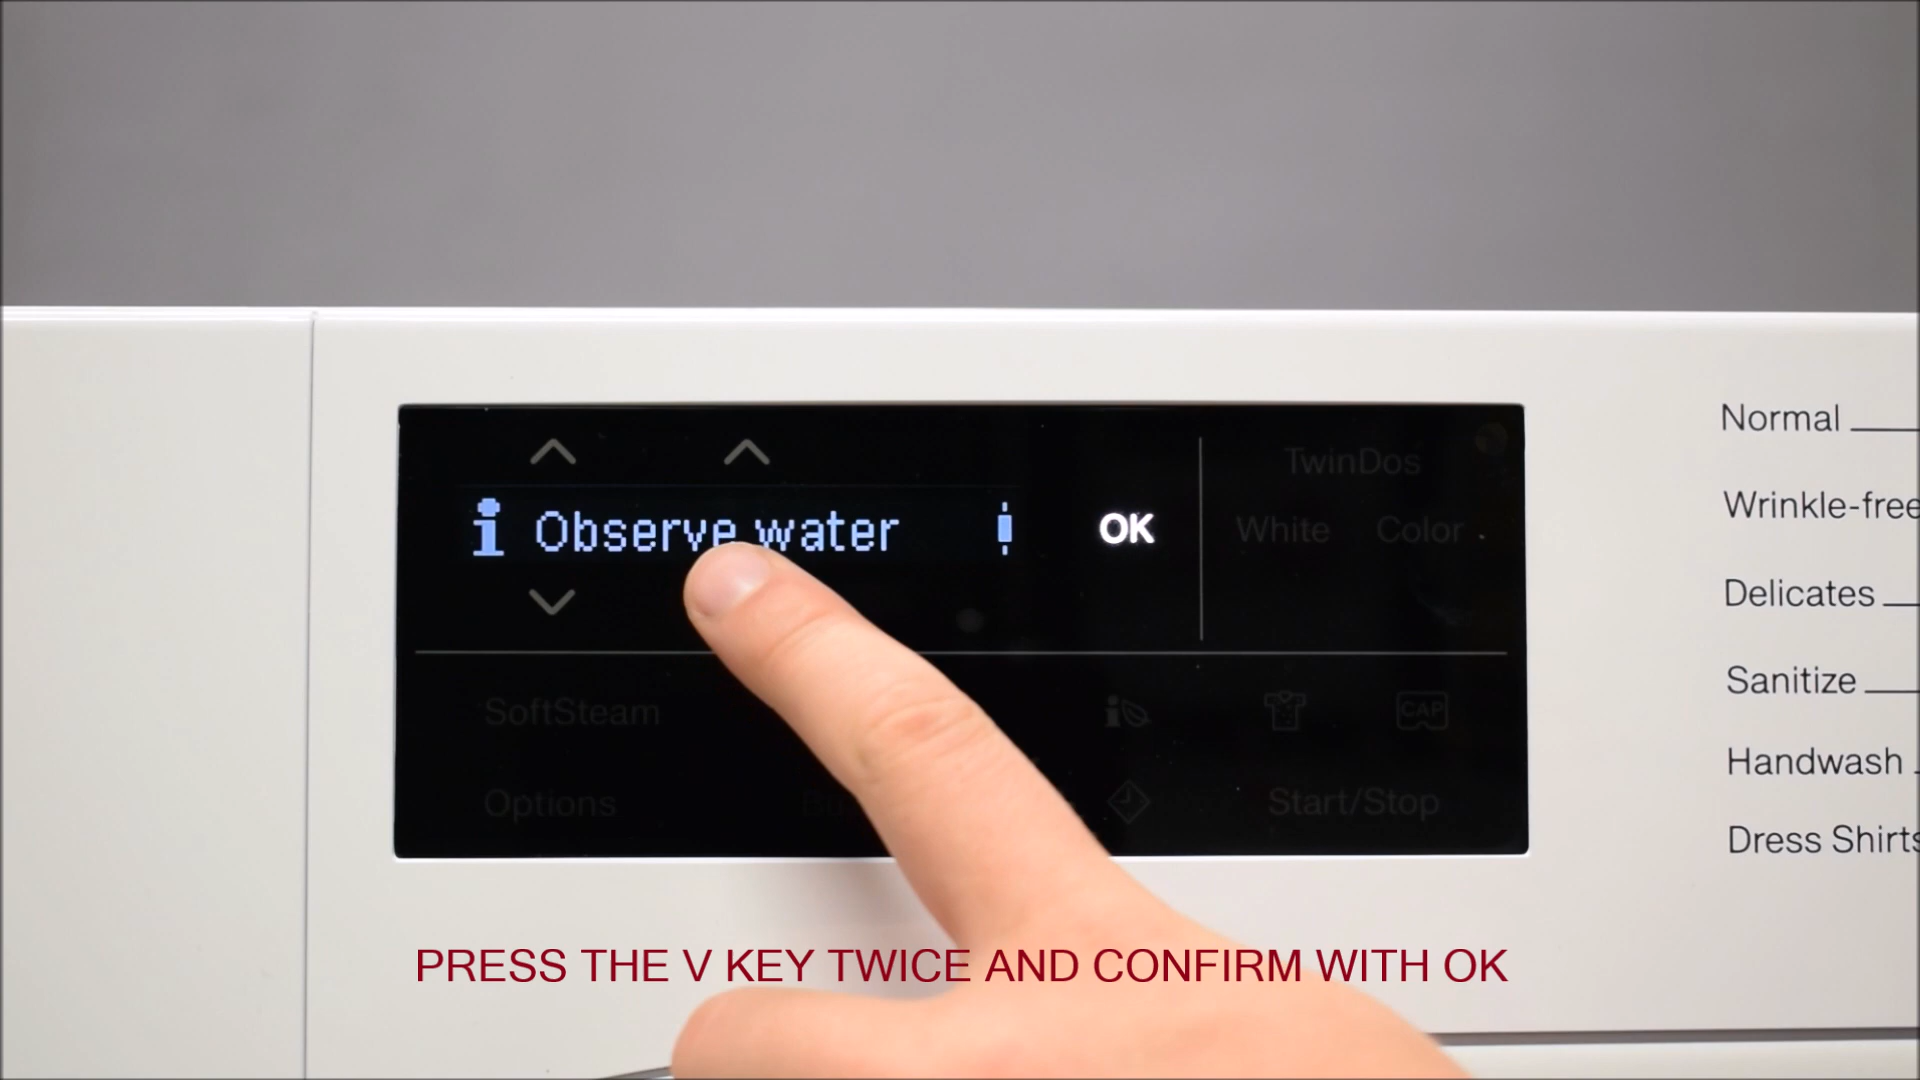 i Observe water
OK
TwinDos
White Color
SoftSteam
CAP
Options
Start/Stop
Normal
Wrinkle-free
Delicates
Sanitize
Handwash
Dress Shirts
PRESS THE V KEY TWICE AND CONFIRM WITH OK